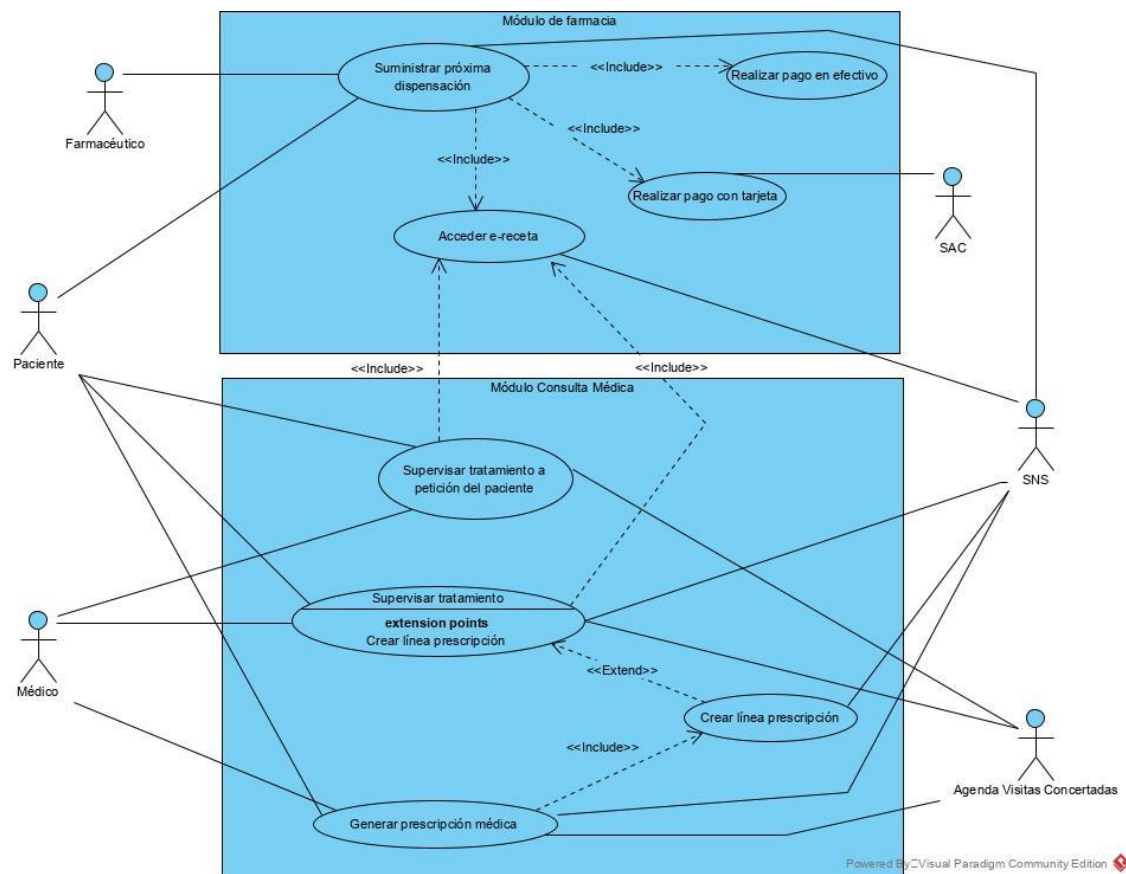 Módulo de farmacia
Suministrar próxima
dispensación
<<Include>>
Realizar pago en efectivo
Farmacéutico
<<Include>>
<<Include>>
Realizar pago con tarjeta
SAC
Acceder e-receta
Paciente
<<Include>>
<<Include>>
Módulo Consulta Médica
Supervisar tratamiento a
petición del paciente
SNS
Supervisar tratamiento
extension points
Crear línea prescripción
Médico
<<Extend>>
Crear línea prescripción
<<Include>>
Agenda Visitas Concertadas
Generar prescripción médica
Powered By Visual Paradigm Community Edition